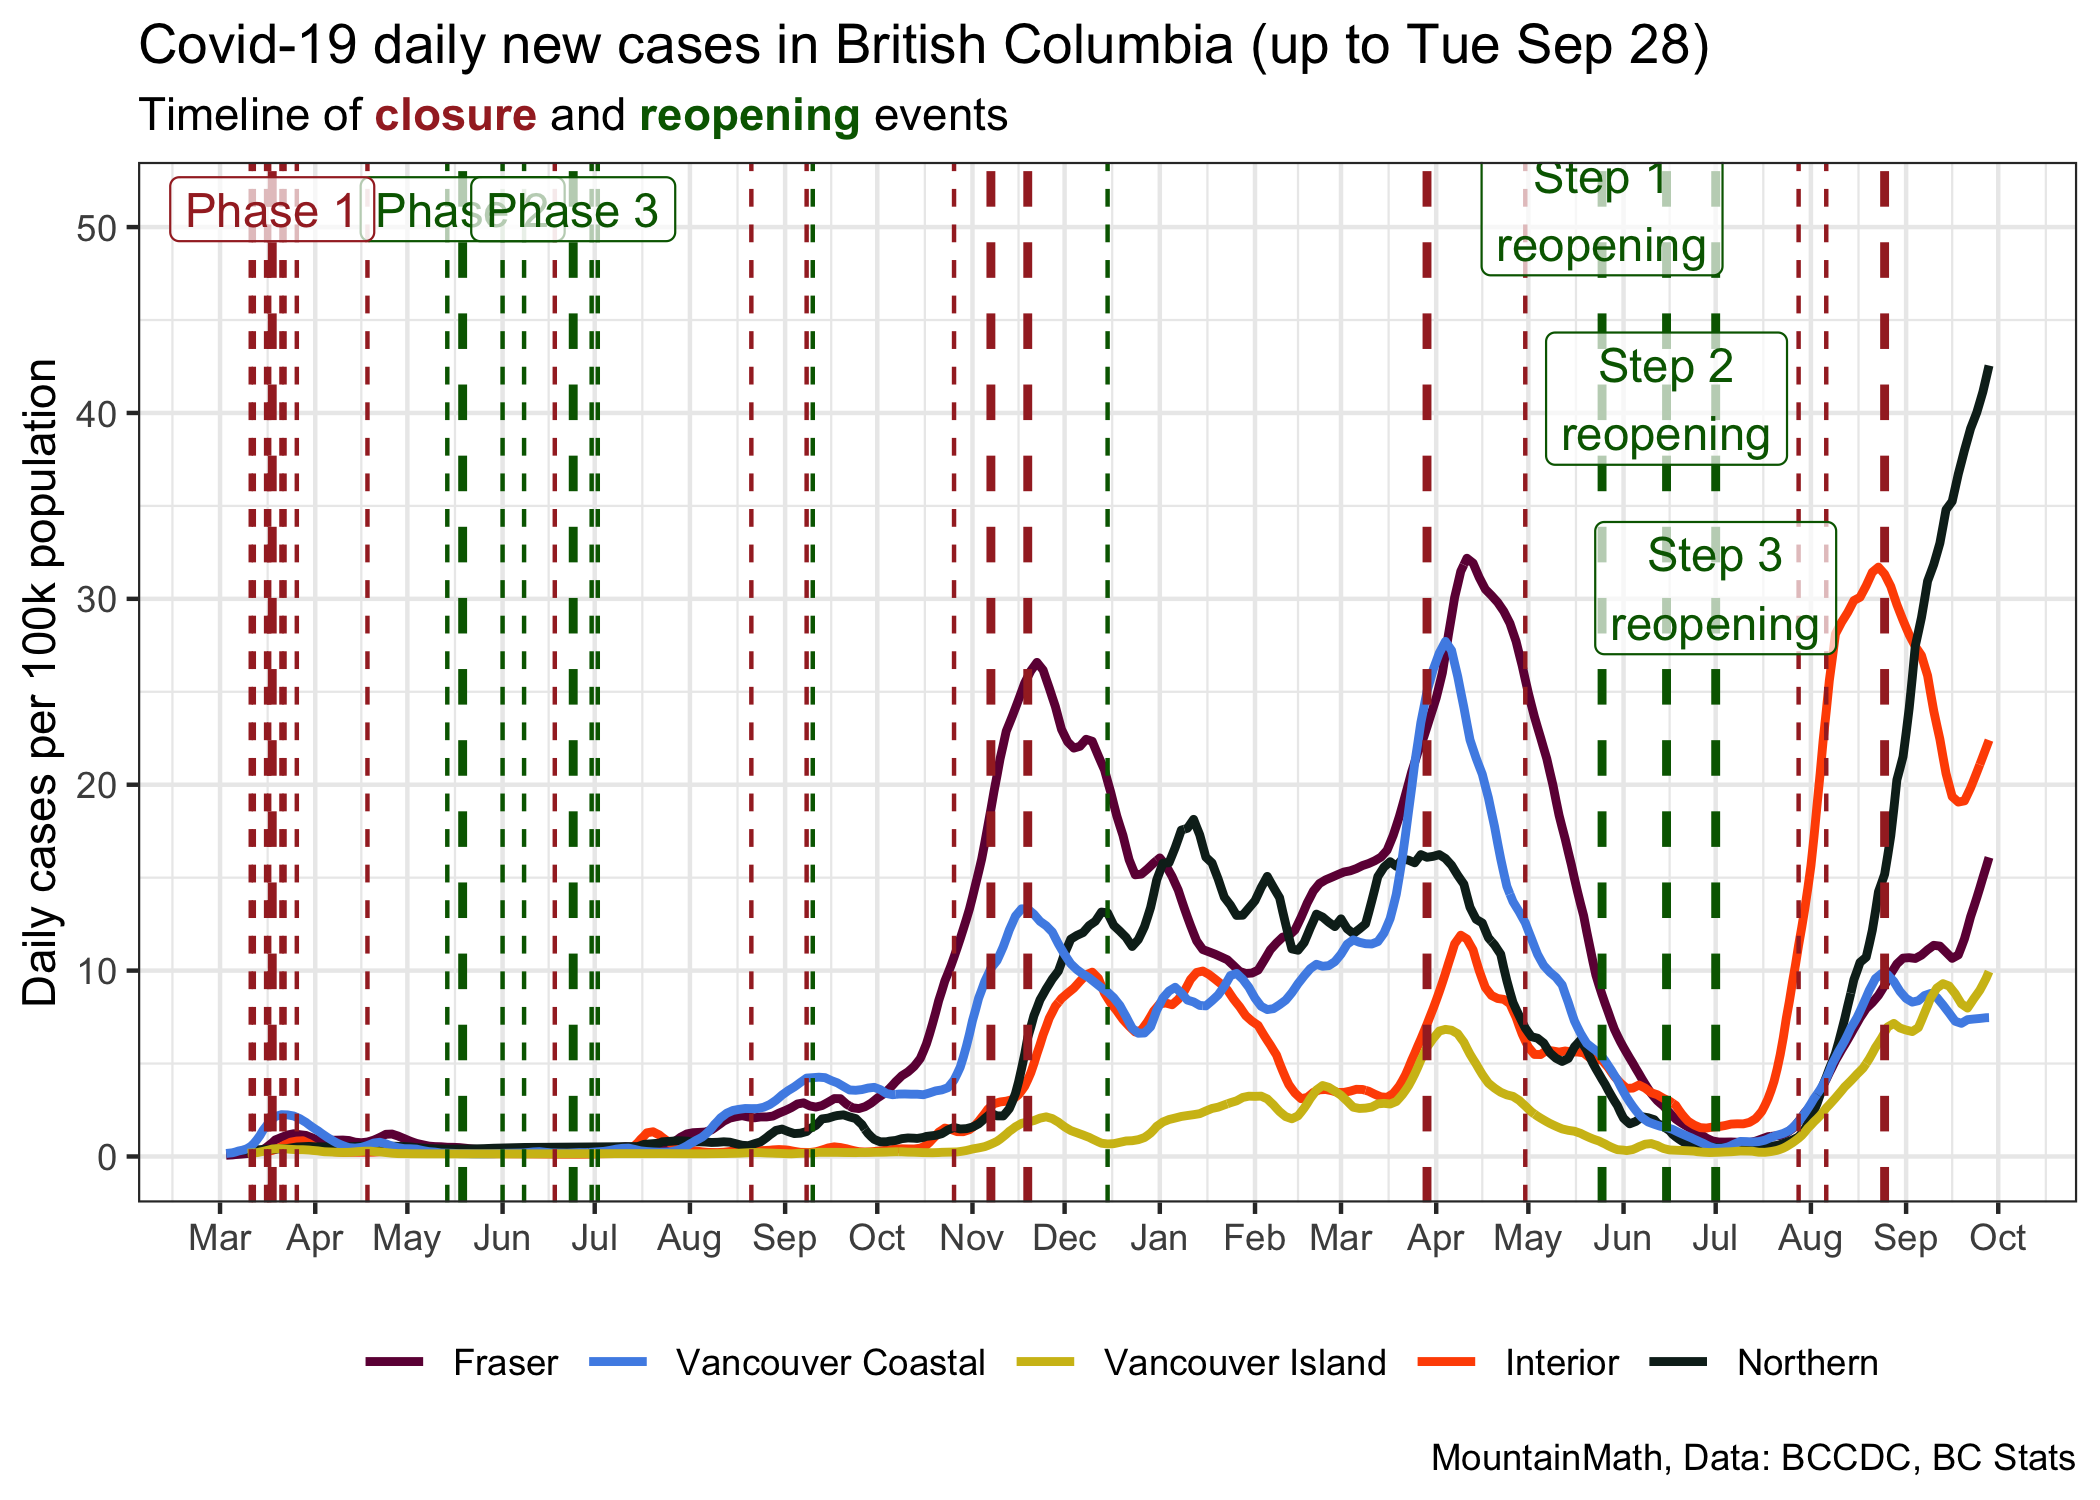 Covid-19 daily new cases in British Columbia (up to Tue Sep 28)
Timeline of closure and reopening events
Daily cases per 100k population
50
40
30
20
10
0
Phase 1
Phase 2
Phase 3
Step 1
reopening
Step 2
reopening
Step 3
reopening
Mar Apr May Jun Jul Aug Sep Oct Nov Dec Jan Feb Mar Apr May Jun Jul Aug Sep Oct
Fraser Vancouver Coastal Vancouver Island Interior Northern
MountainMath, Data: BCCDC, BC Stats